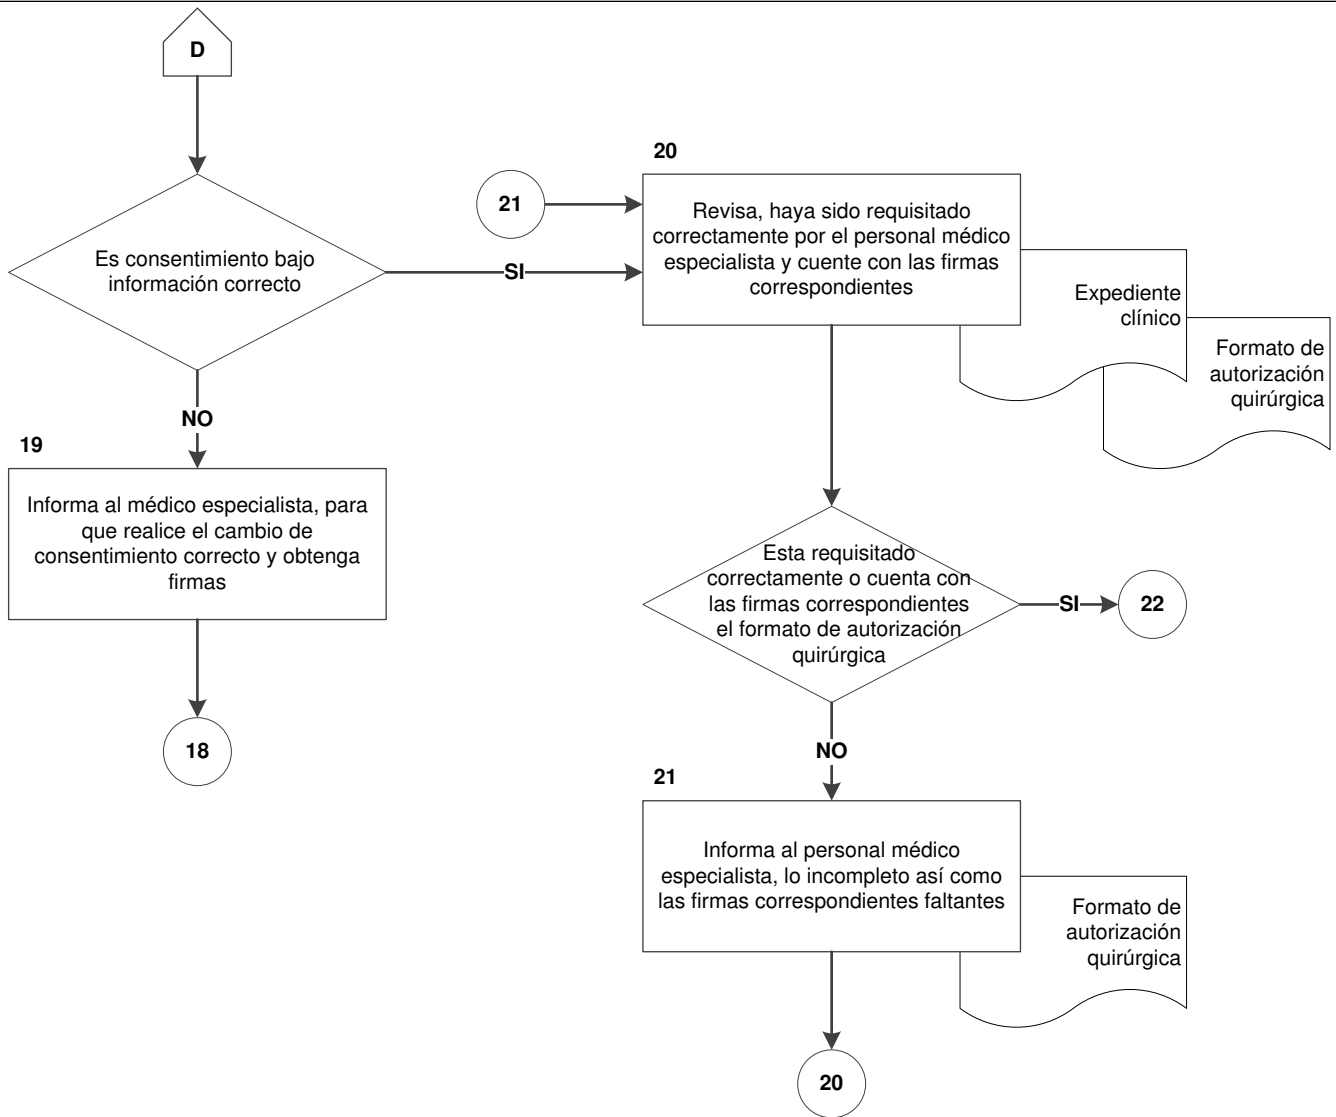 D
Es consentimiento bajo
información correcto
SI
NO
19
Informa al médico especialista, para
que realice el cambio de
consentimiento correcto y obtenga
firmas
18
20
21
Revisa, haya sido requisitado
correctamente por el personal médico
especialista y cuente con las firmas
correspondientes
Expediente
clínico
Formato de
autorización
quirúrgica
Esta requisitado
correctamente o cuenta con
las firmas correspondientes
el formato de autorización
quirúrgica
SI
22
NO
21
Informa al personal médico
especialista, lo incompleto así como
las firmas correspondientes faltantes
Formato de
autorización
quirúrgica
20